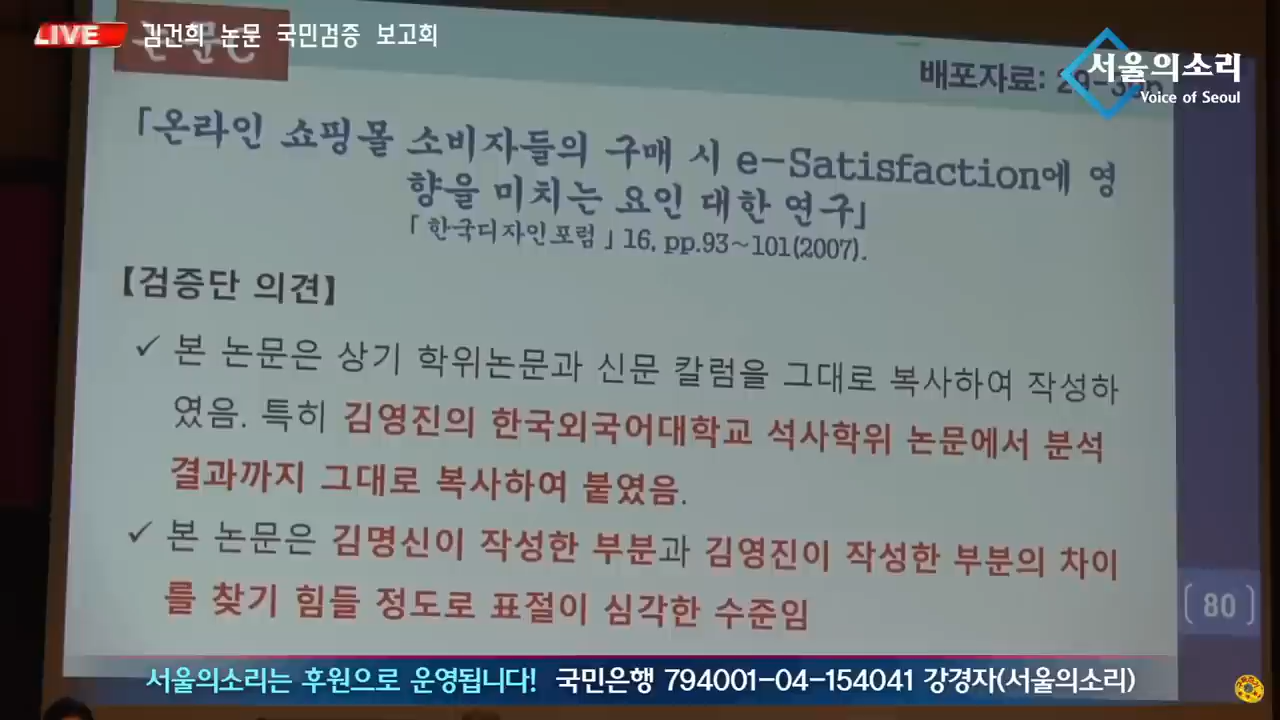 LIVE 김건희 논문 국민검증 보고회
서울의소리
Voice of Seoul
배포자료:
「온라인 쇼핑몰 소비자들의 구매 시 e-Satisfaction에 영
향을 미치는 요인 대한 연구」
「한국디자인포럼」16, pp.93~101(2007).
【검증단 의견】
✓ 본 논문은 상기 학위논문과 신문 칼럼을 그대로 복사하여 작성하
였음. 특히 김영진의 한국외국어대학교 석사학위 논문에서 분석
결과까지 그대로 복사하여 붙였음.
✓ 본 논문은 김명신이 작성한 부분과 김영진이 작성한 부분의 차이
를 찾기 힘들 정도로 표절이 심각한 수준임
( 80 )
서울의소리는 후원으로 운영됩니다! 국민은행 794001-04-154041 강경자(서울의소리)